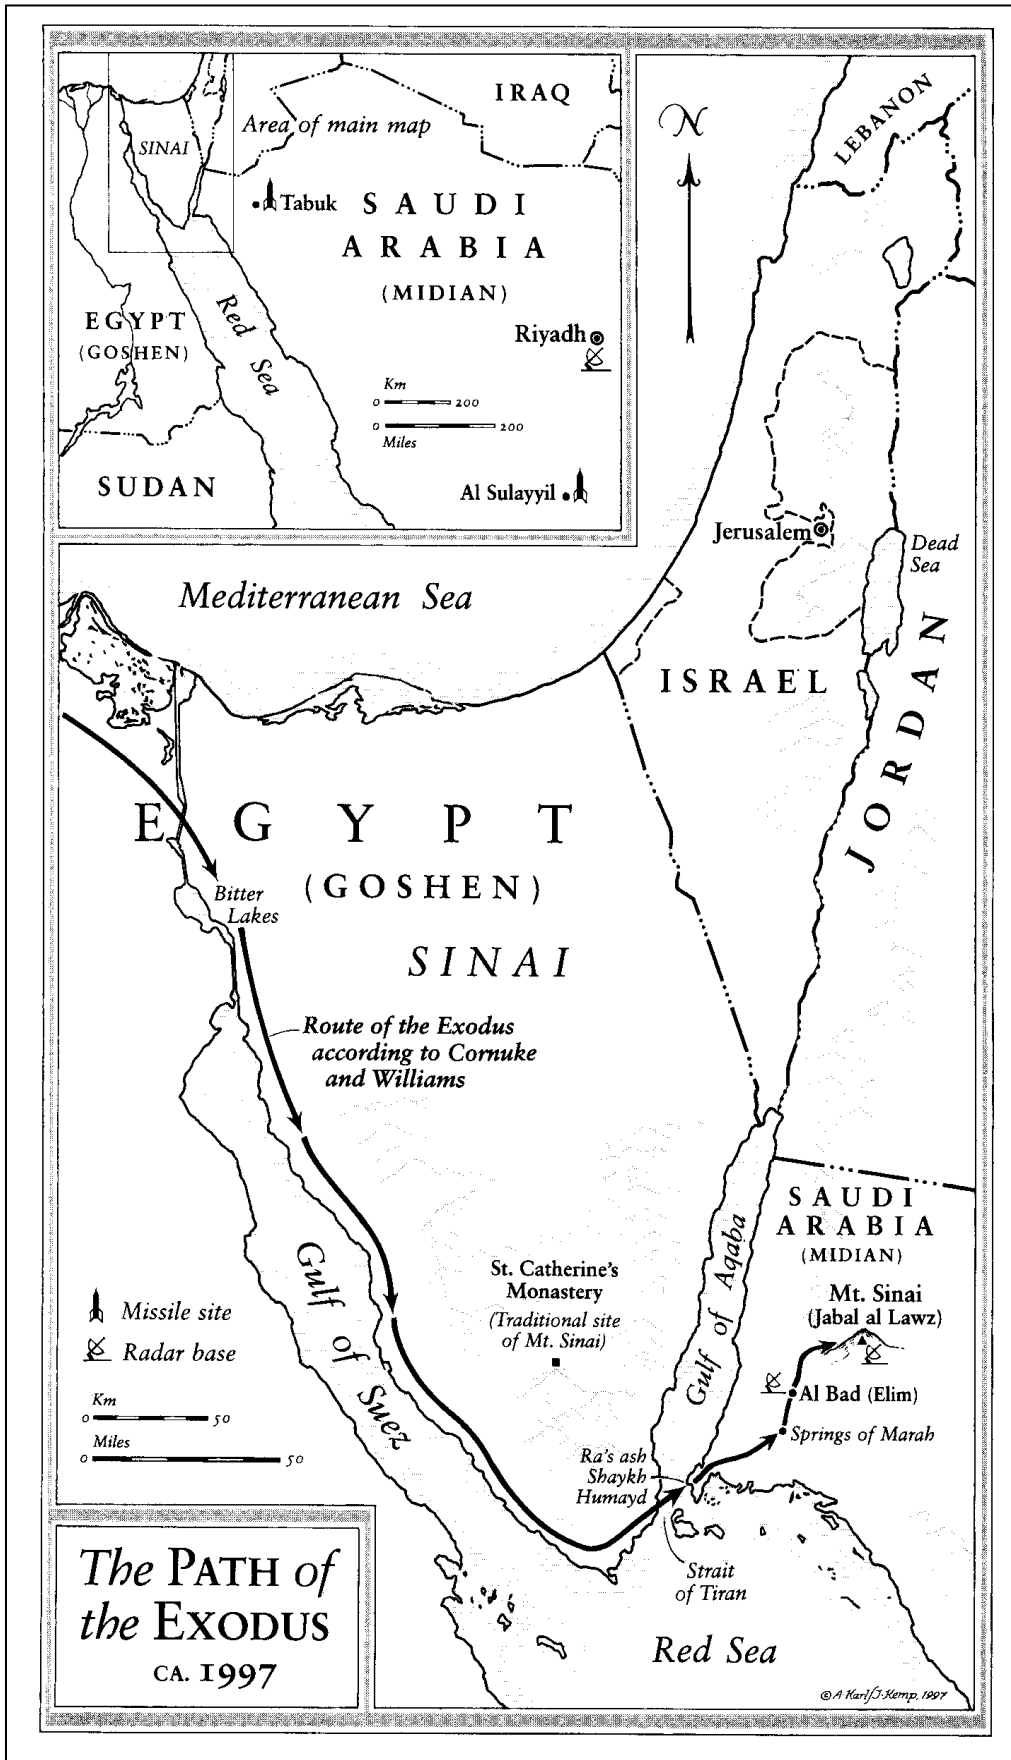 IRAQ
Area of main map
SINAI
Tabuk
SAUDI
ARABIA
(MIDIAN)
EGYPT
(GOSHEN)
Red
Sea
Riyadh
Km
0 200
0 200
Miles
SUDAN
Al Sulayyil
N
LEBANON
Jerusalem
Dead
Sea
Mediterranean Sea
ISRAEL
JORDAN
EGYPT
(GOSHEN)
Bitter
Lakes
SINAI
Route of the Exodus
according to Cornuke
and Williams
SAUDI
ARABIA
(MIDIAN)
Gulf of Aqaba
Gulf of Suez
St. Catherine's
Monastery
(Traditional site
of Mt. Sinai)
Mt. Sinai
(Jabal al Lawz)
Al Bad (Elim)
Springs of Marah
Ra's ash
Shaykh
Humayd
Strait
of Tiran
Red Sea
Missile site
Radar base
Km
0 50
Miles
0 50
The PATH of
the EXODUS
CA. 1997
©A Karl/J. Kemp, 1997